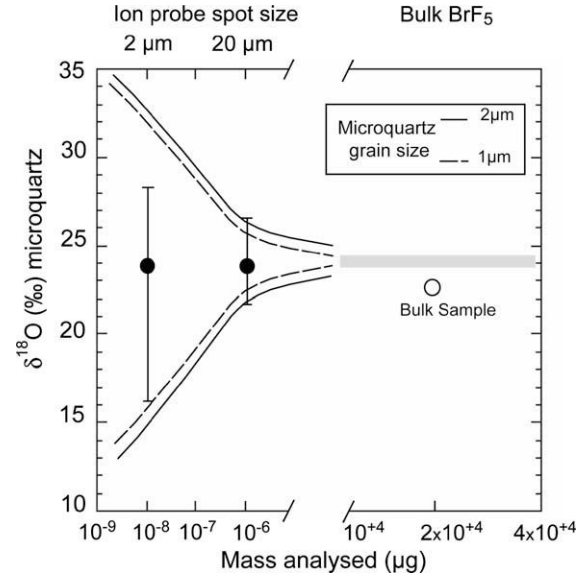 Ion probe spot size Bulk BrF₅
2 µm 20 µm
35
30
25
20
15
10
δ¹⁸O (‰) microquartz
Microquartz
grain size
2µm
1µm
Bulk Sample
10⁻⁹ 10⁻⁸ 10⁻⁷ 10⁻⁶ 10⁺⁴ 2x10⁺⁴ 4x10⁺⁴
Mass analysed (µg)